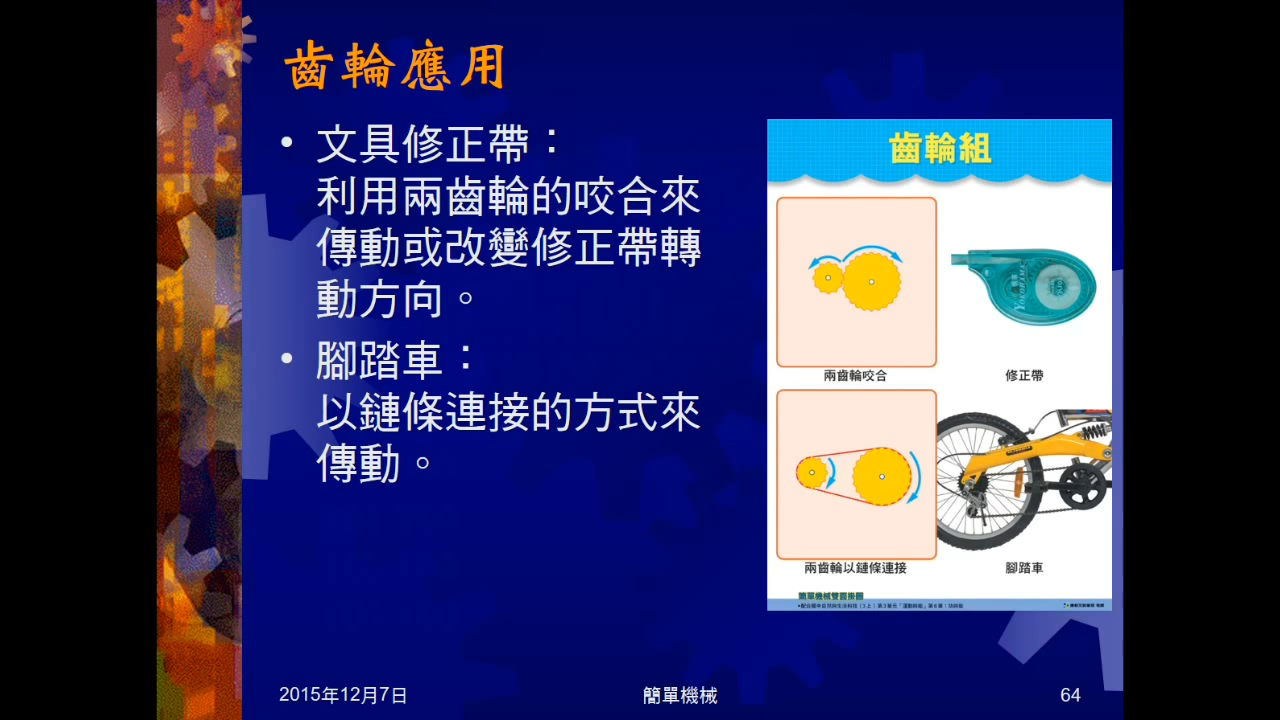 齒輪應用
• 文具修正帶：
利用兩齒輪的咬合來
傳動或改變修正帶轉
動方向。
• 腳踏車：
以鏈條連接的方式來
傳動。
齒輪組
兩齒輪咬合
修正帶
兩齒輪以鏈條連接
腳踏車
簡單機械雙面掛圖
2015年12月7日
簡單機械
64